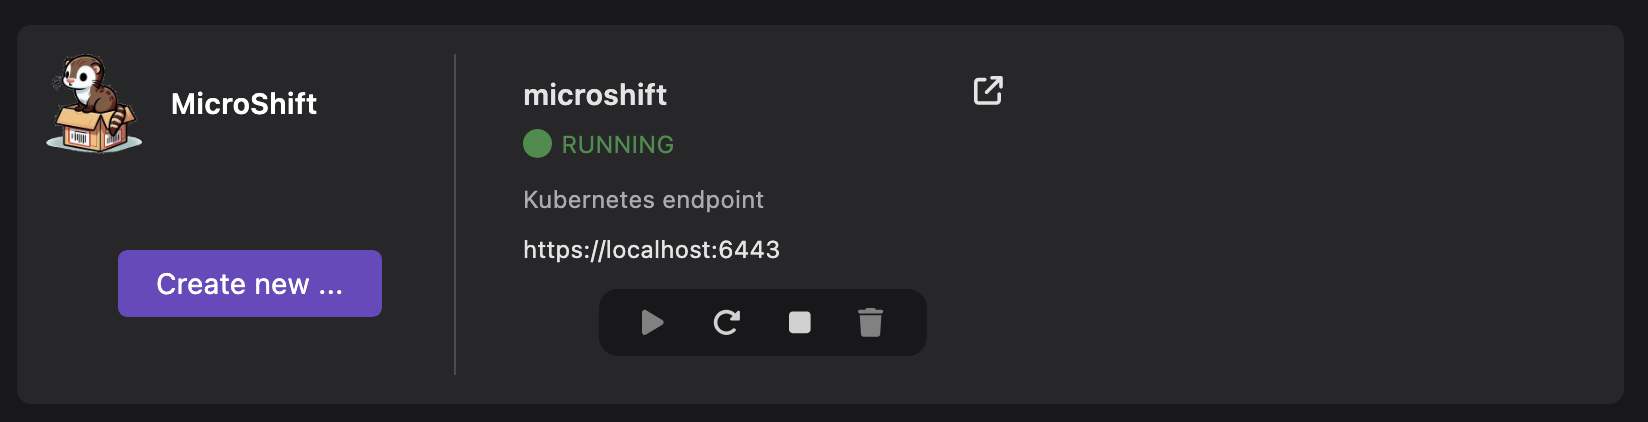 MicroShift
Create new ...
microshift
RUNNING
Kubernetes endpoint
https://localhost:6443